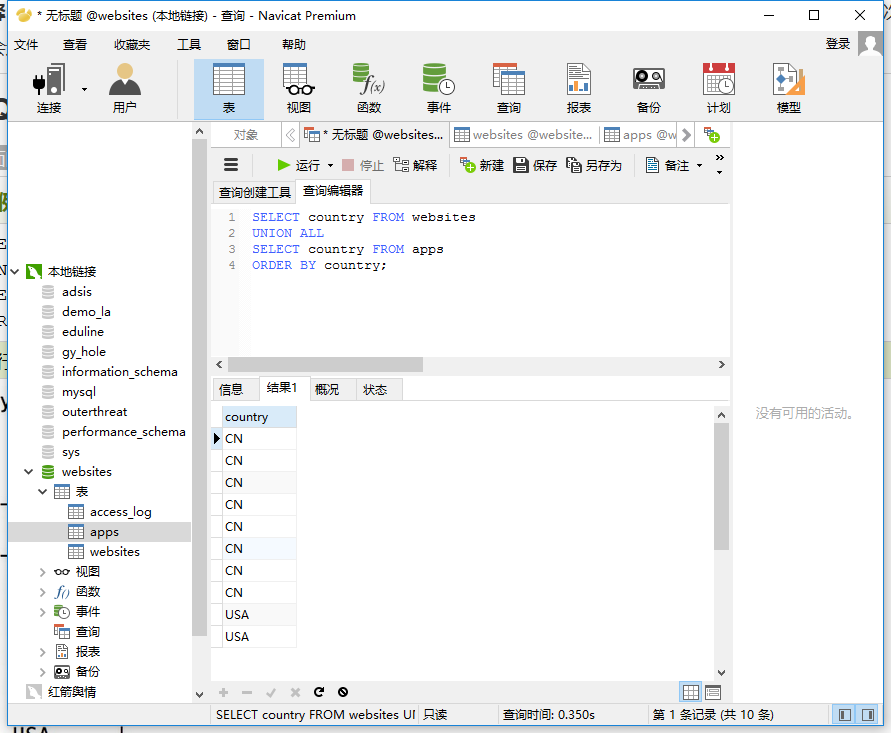 * 无标题 @websites (本地链接) - 查询 - Navicat Premium
文件 查看 收藏夹 工具 窗口 帮助 登录
连接 用户 表 视图 函数 事件 查询 报表 备份 计划 模型
对象 * 无标题 @websites... websites @website... apps @w
运行 停止 解释 新建 保存 另存为 备注
查询创建工具 查询编辑器
1 SELECT country FROM websites
2 UNION ALL
3 SELECT country FROM apps
4 ORDER BY country;
本地链接
adsis
demo_la
eduline
gy_hole
information_schema
mysql
outerthreat
performance_schema
sys
websites
表
access_log
apps
websites
视图
函数
事件
查询
报表
备份
红箭舆情
信息 结果1 概况 状态
country
CN
CN
CN
CN
CN
CN
CN
CN
USA
USA
没有可用的活动。
SELECT country FROM websites UI 只读 查询时间: 0.350s 第 1 条记录 (共 10 条)
USA